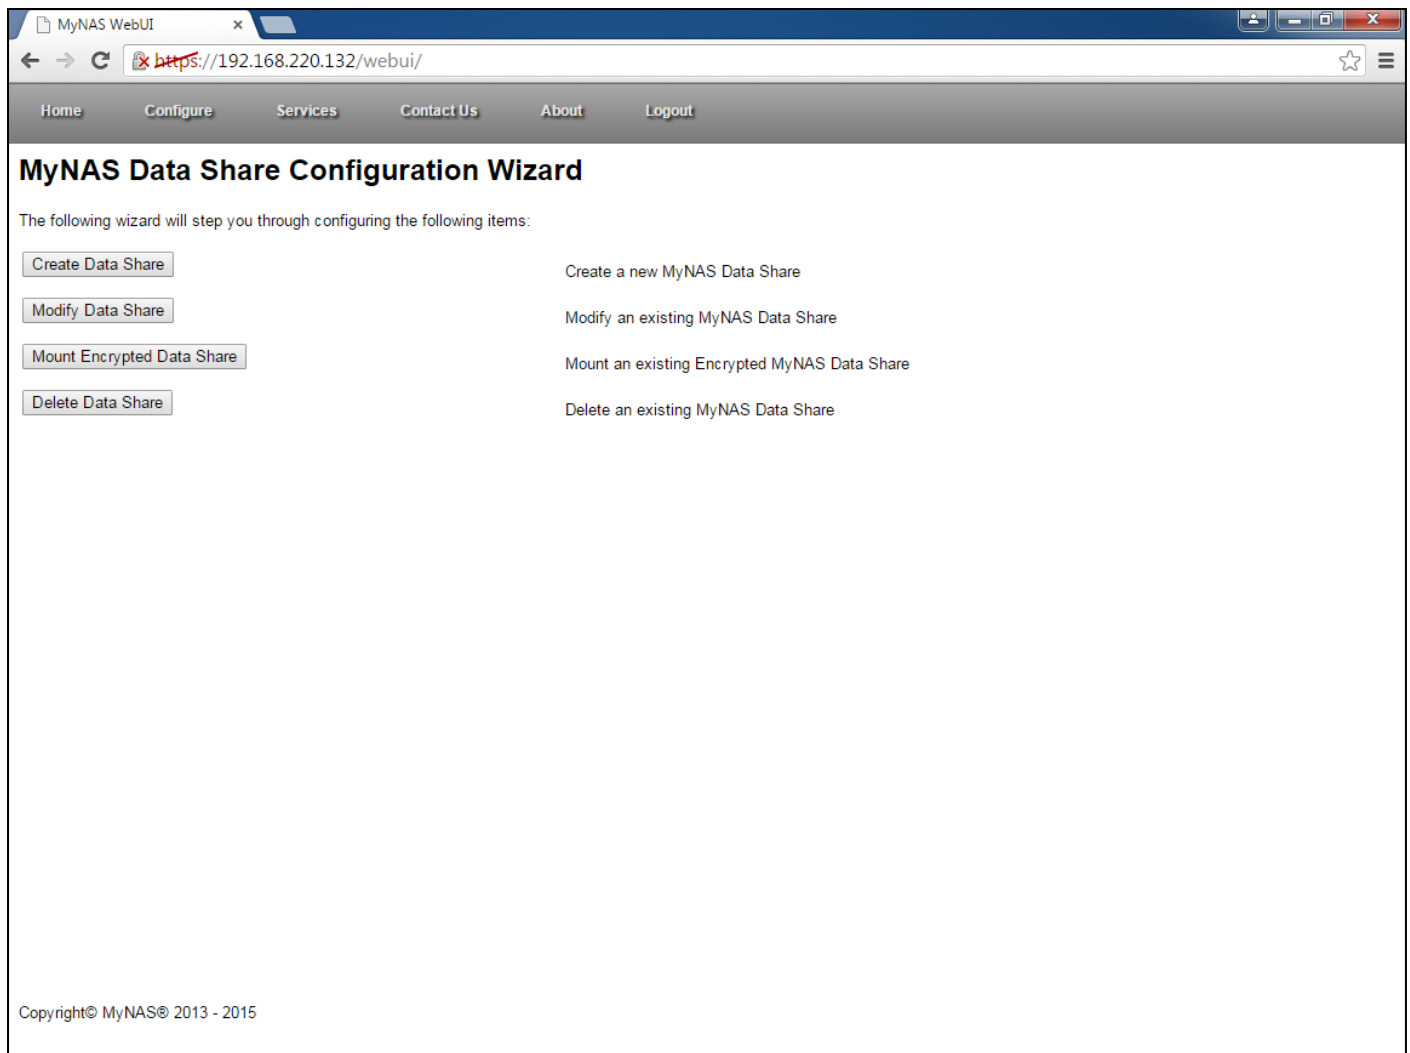 MyNAS WebUI
https://192.168.220.132/webui/
Home Configure Services Contact Us About Logout
MyNAS Data Share Configuration Wizard
The following wizard will step you through configuring the following items:
Create Data Share Create a new MyNAS Data Share
Modify Data Share Modify an existing MyNAS Data Share
Mount Encrypted Data Share Mount an existing Encrypted MyNAS Data Share
Delete Data Share Delete an existing MyNAS Data Share
Copyright© MyNAS® 2013 - 2015